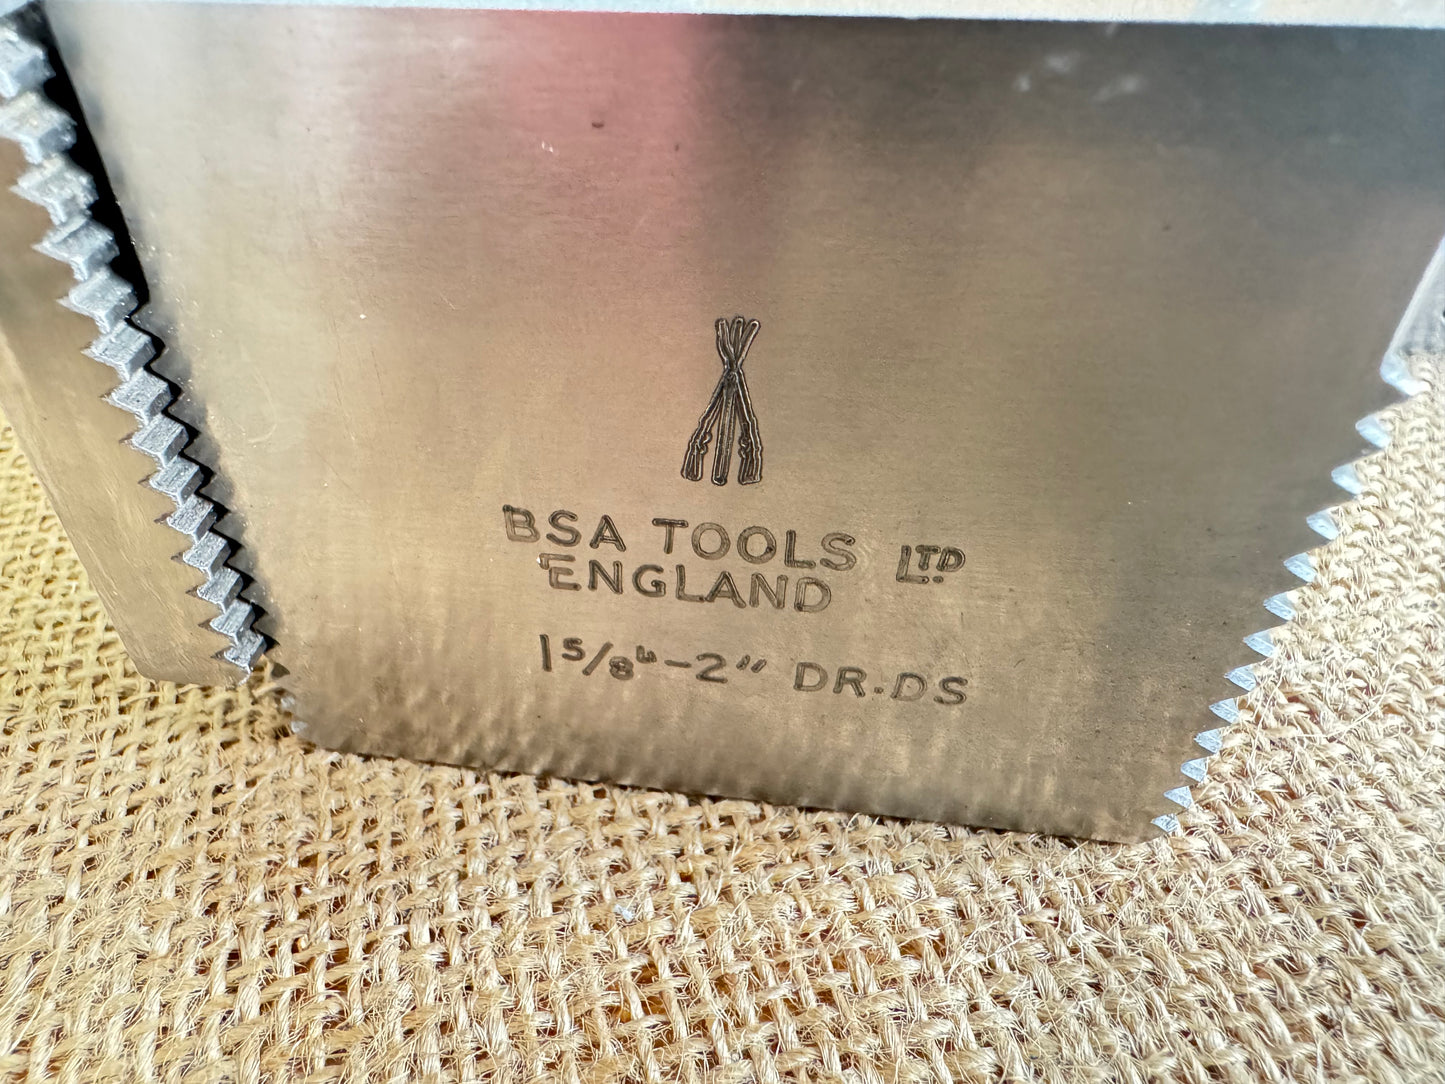 BSA TOOLS LTD.
ENGLAND
1 5/8"-2" DR.DS